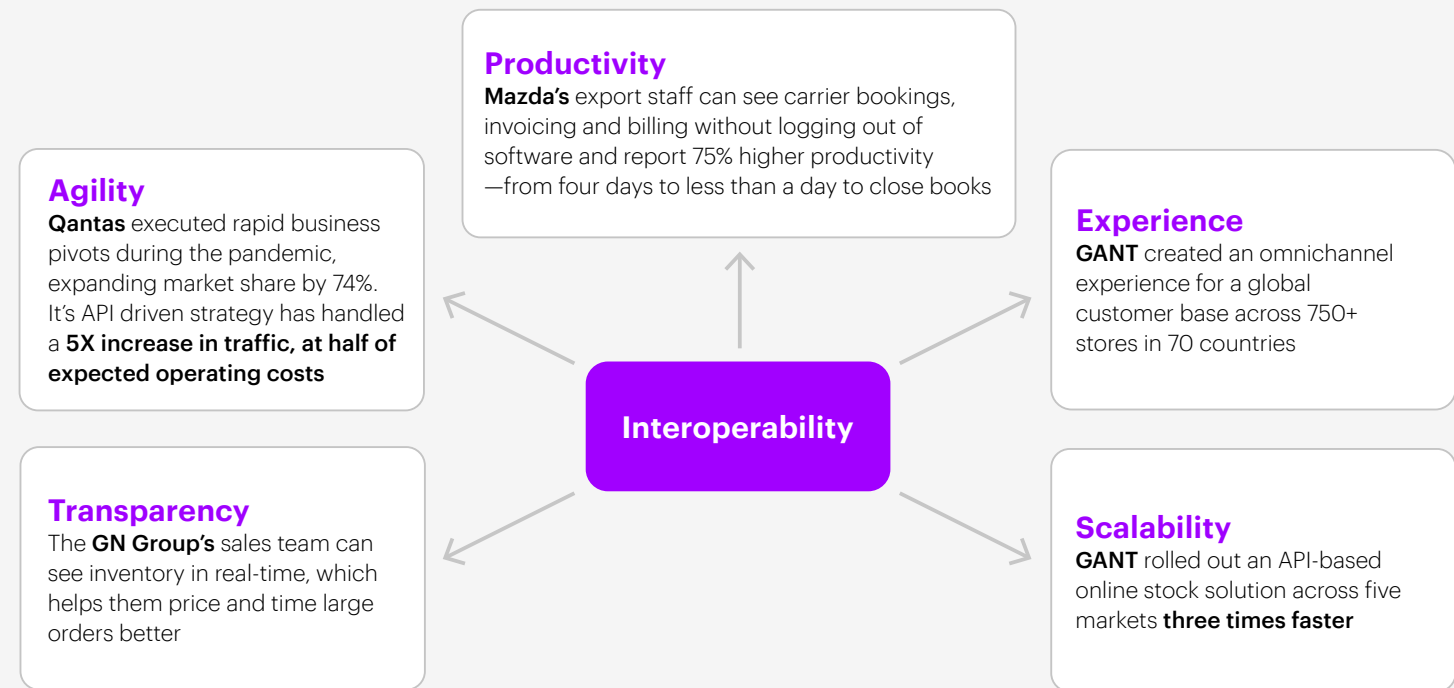 Productivity
Mazda’s export staff can see carrier bookings,
invoicing and billing without logging out of
software and report 75% higher productivity
—from four days to less than a day to close books
Agility
Qantas executed rapid business
pivots during the pandemic,
expanding market share by 74%.
It’s API driven strategy has handled
a 5X increase in traffic, at half of
expected operating costs
Experience
GANT created an omnichannel
experience for a global
customer base across 750+
stores in 70 countries
Interoperability
Transparency
The GN Group’s sales team can
see inventory in real-time, which
helps them price and time large
orders better
Scalability
GANT rolled out an API-based
online stock solution across five
markets three times faster